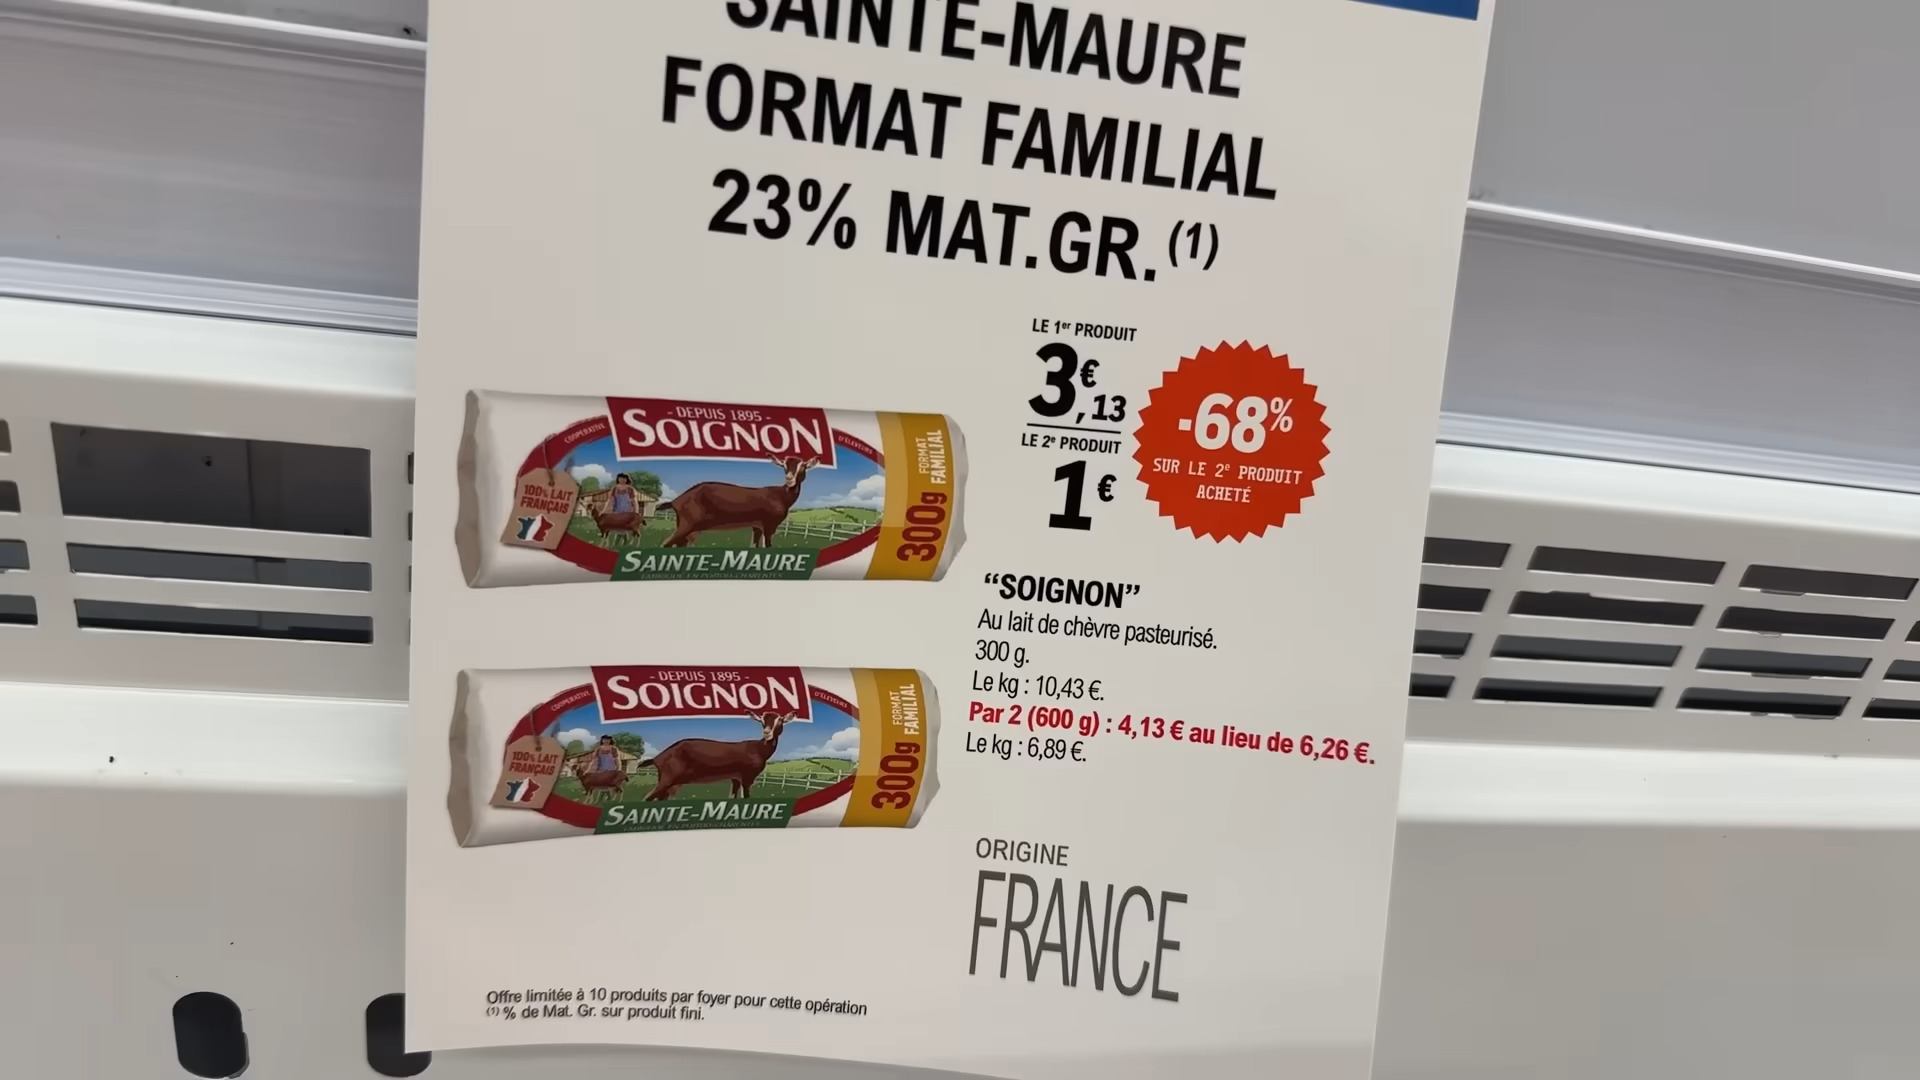 SAINTE-MAURE
FORMAT FAMILIAL
23% MAT.GR.(1)
LE 1er PRODUIT
3€,13
LE 2e PRODUIT
1€
-68%
SUR LE 2e PRODUIT
ACHETÉ
- DEPUIS 1895 -
SOIGNON
COOPÉRATIVE
D'ÉLEVEURS
100% LAIT
FRANÇAIS
SAINTE-MAURE
300g
FORMAT
FAMILIAL
"SOIGNON"
Au lait de chèvre pasteurisé.
300 g.
Le kg : 10,43 €.
Par 2 (600 g) : 4,13 € au lieu de 6,26 €.
Le kg : 6,89 €.
- DEPUIS 1895 -
SOIGNON
COOPÉRATIVE
D'ÉLEVEURS
100% LAIT
FRANÇAIS
SAINTE-MAURE
300g
FORMAT
FAMILIAL
ORIGINE
FRANCE
Offre limitée à 10 produits par foyer pour cette opération
(1) % de Mat. Gr. sur produit fini.